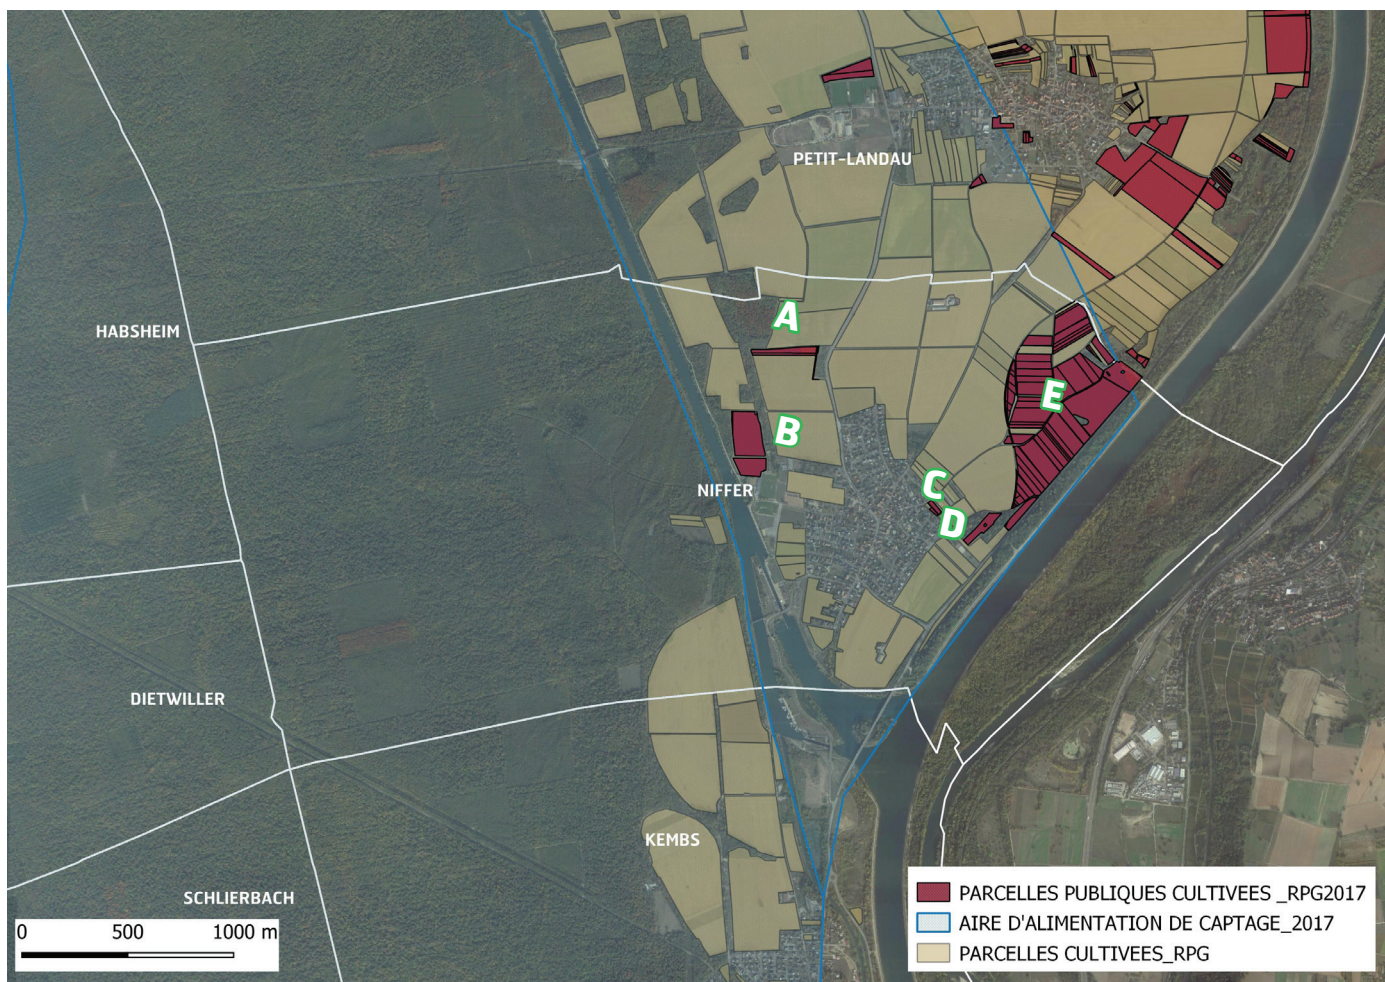 PETIT-LANDAU
A
HABSHEIM
E
B
C
NIFFER
D
DIETWILLER
KEMBS
SCHLIERBACH
0 500 1000 m
PARCELLES PUBLIQUES CULTIVEES _RPG2017
AIRE D'ALIMENTATION DE CAPTAGE_2017
PARCELLES CULTIVEES_RPG